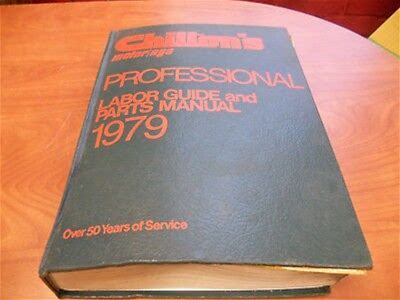 Chilton's
motor/age
PROFESSIONAL
LABOR GUIDE and
PARTS MANUAL
1979
Over 50 Years of Service